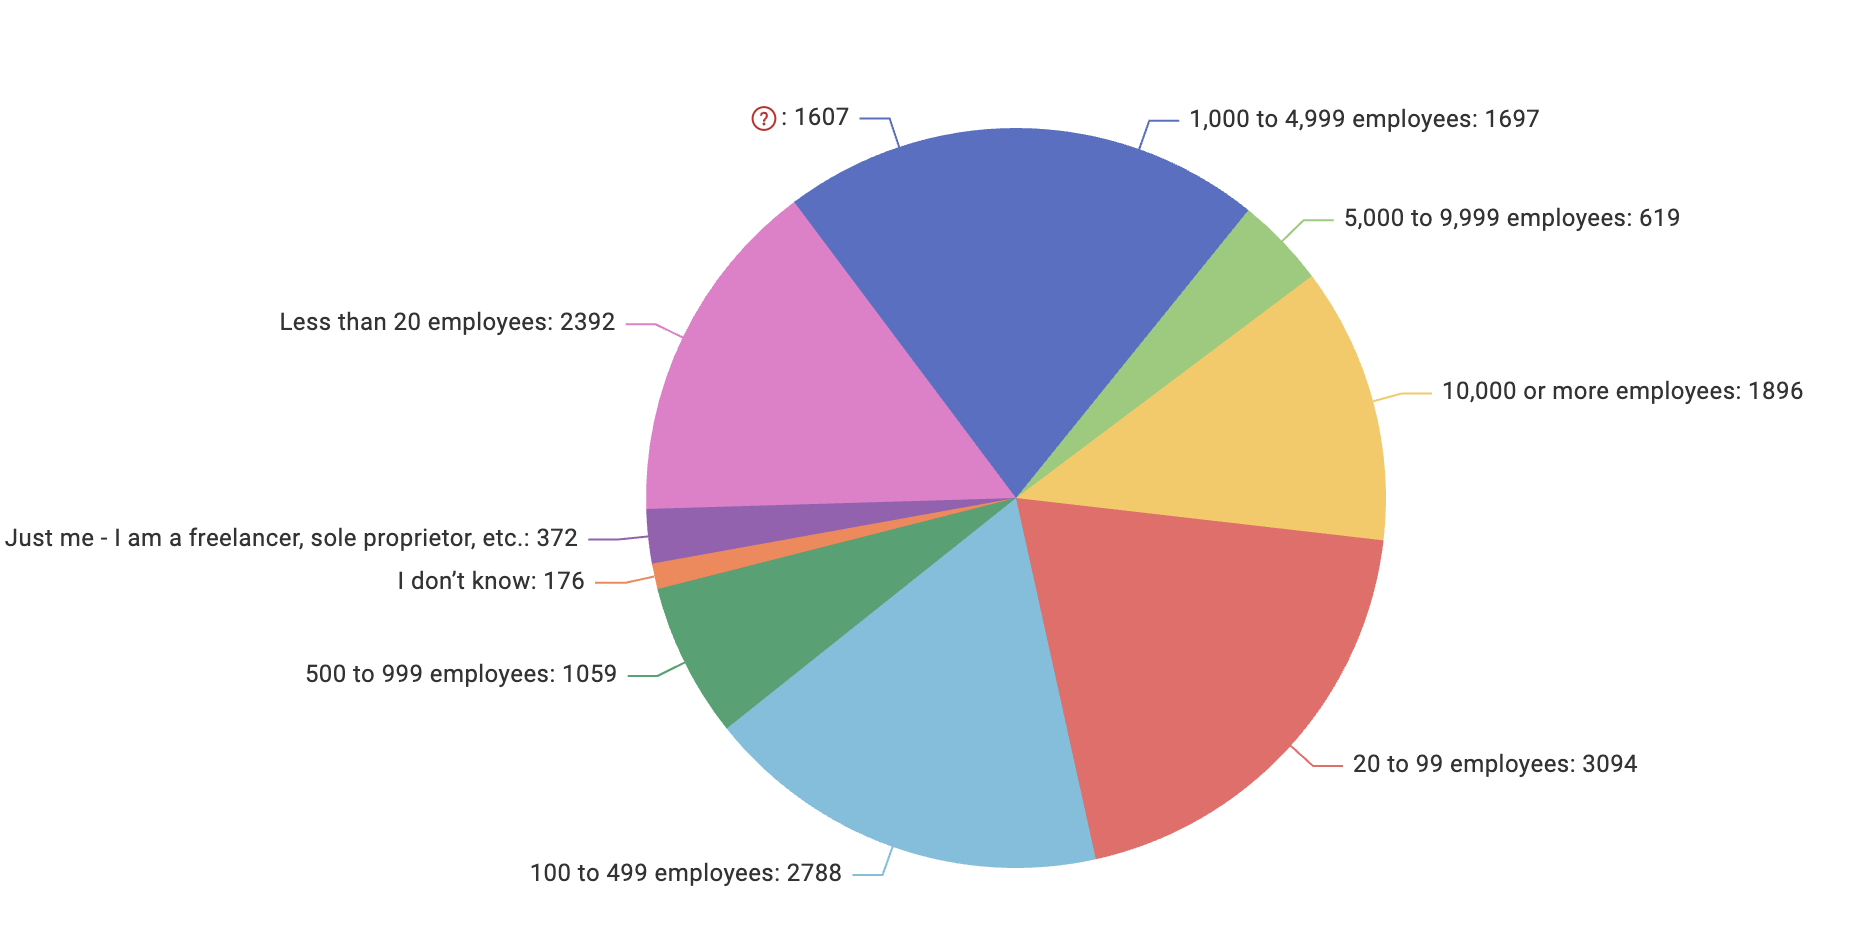 ?: 1607
1,000 to 4,999 employees: 1697
5,000 to 9,999 employees: 619
Less than 20 employees: 2392
10,000 or more employees: 1896
Just me - I am a freelancer, sole proprietor, etc.: 372
I don’t know: 176
500 to 999 employees: 1059
20 to 99 employees: 3094
100 to 499 employees: 2788